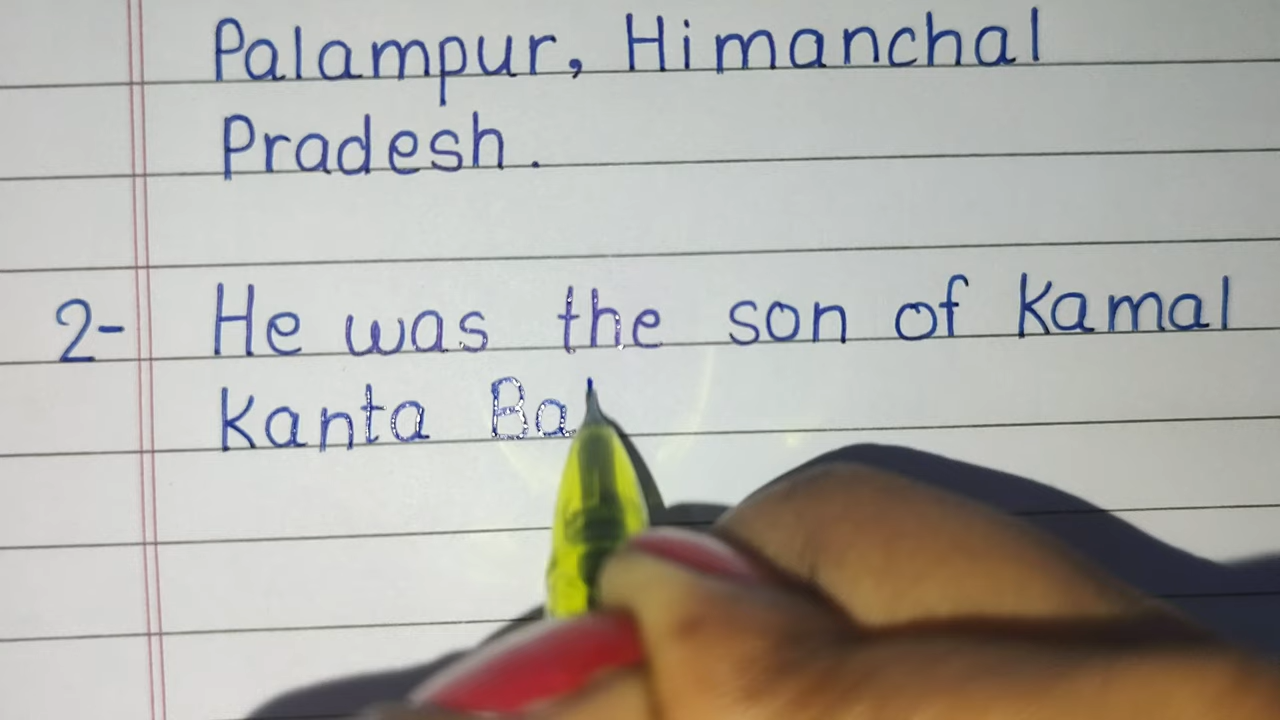 Palampur, Himanchal
Pradesh.
2- He was the son of Kamal
Kanta Ba